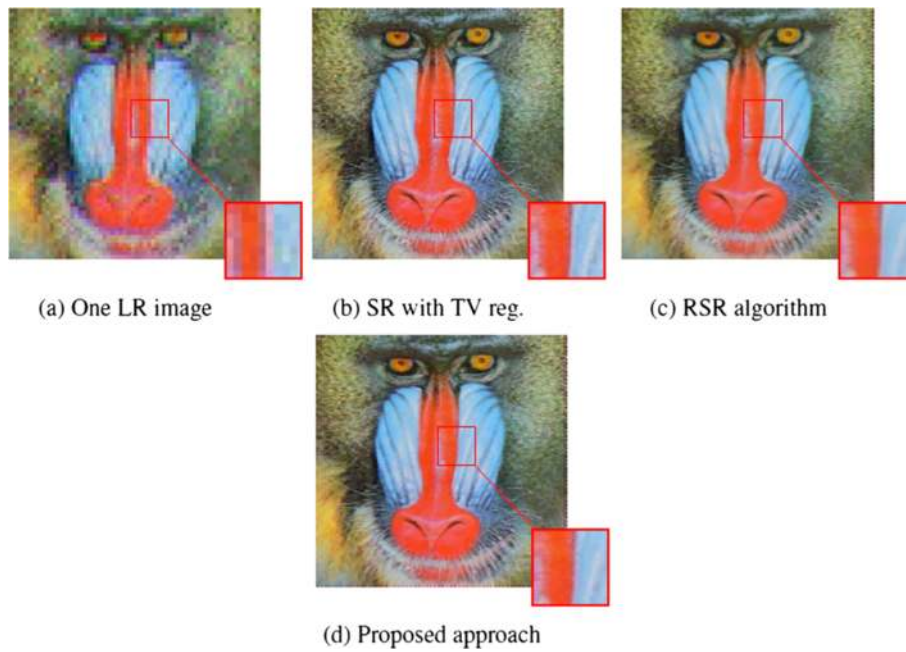 (a) One LR image
(b) SR with TV reg.
(c) RSR algorithm
(d) Proposed approach